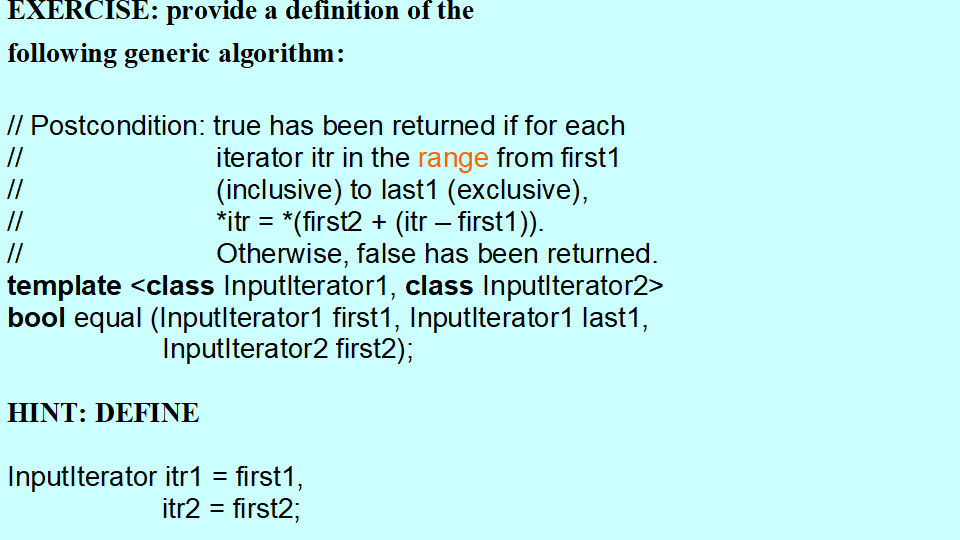 EXERCISE: provide a definition of the
following generic algorithm:
// Postcondition: true has been returned if for each
// iterator itr in the range from first1
// (inclusive) to last1 (exclusive),
// *itr = *(first2 + (itr – first1)).
// Otherwise, false has been returned.
template <class InputIterator1, class InputIterator2>
bool equal (InputIterator1 first1, InputIterator1 last1,
InputIterator2 first2);
HINT: DEFINE
InputIterator itr1 = first1,
itr2 = first2;